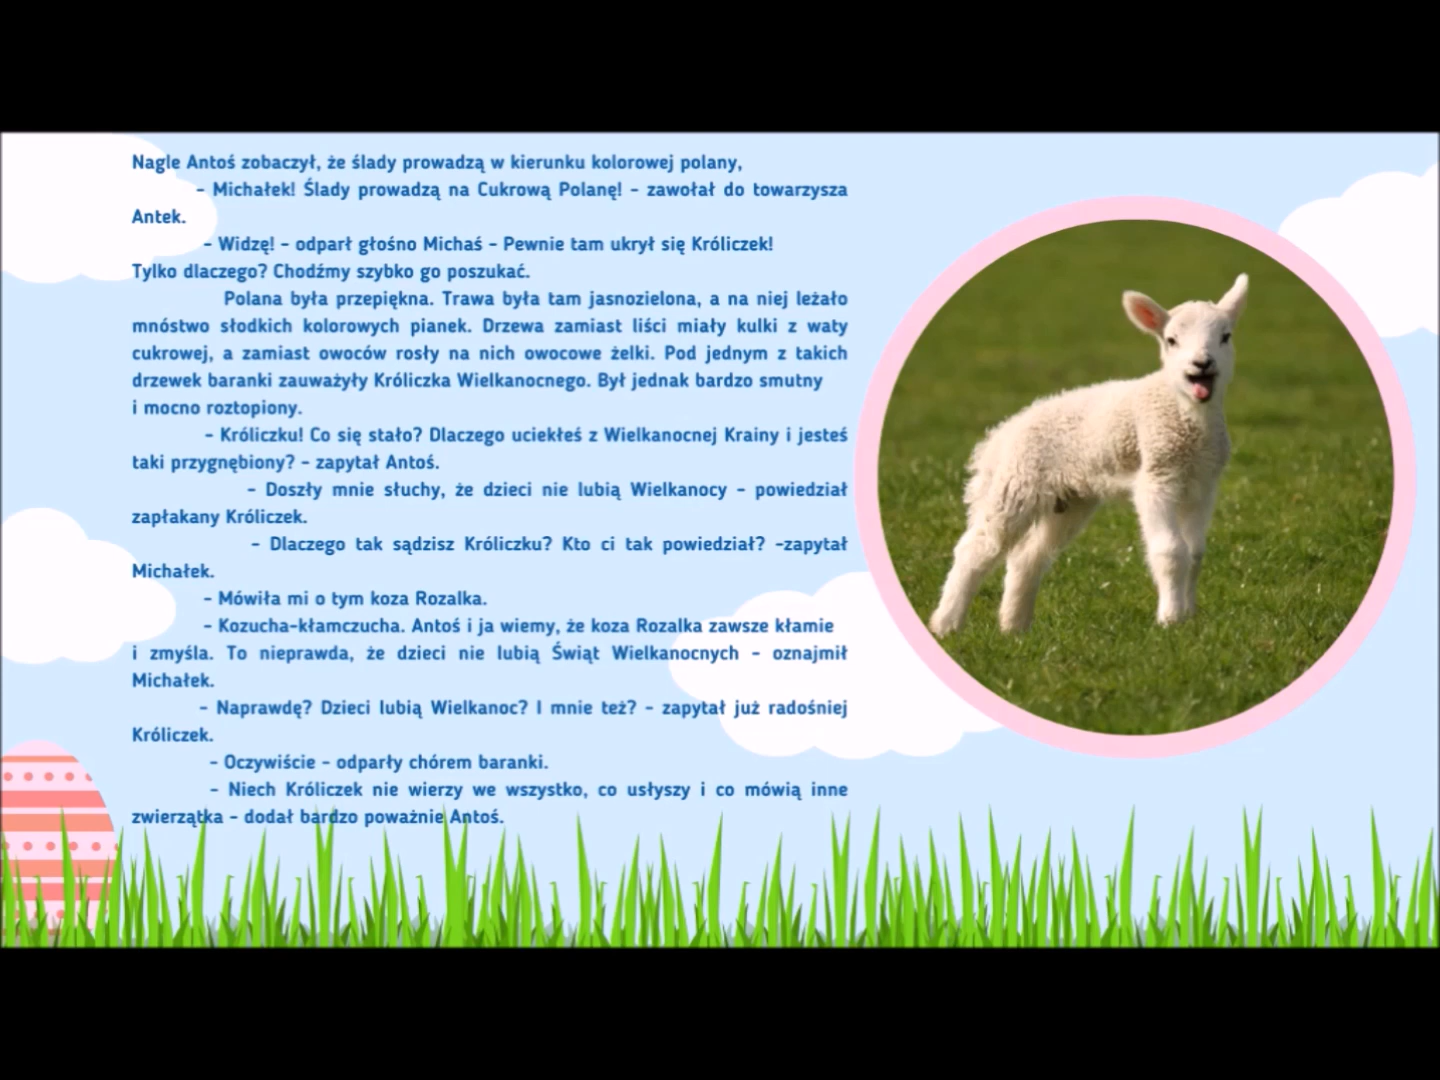 Nagle Antoś zobaczył, że ślady prowadzą w kierunku kolorowej polany,
- Michałek! Ślady prowadzą na Cukrową Polanę! - zawołał do towarzysza
Antek.
- Widzę! - odparł głośno Michaś - Pewnie tam ukrył się Króliczek!
Tylko dlaczego? Chodźmy szybko go poszukać.
Polana była przepiękna. Trawa była tam jasnozielona, a na niej leżało
mnóstwo słodkich kolorowych pianek. Drzewa zamiast liści miały kulki z waty
cukrowej, a zamiast owoców rosły na nich owocowe żelki. Pod jednym z takich
drzewek baranki zauważyły Króliczka Wielkanocnego. Był jednak bardzo smutny
i mocno roztopiony.
- Króliczku! Co się stało? Dlaczego uciekłeś z Wielkanocnej Krainy i jesteś
taki przygnębiony? - zapytał Antoś.
- Doszły mnie słuchy, że dzieci nie lubią Wielkanocy - powiedział
zapłakany Króliczek.
- Dlaczego tak sądzisz Króliczku? Kto ci tak powiedział? -zapytał
Michałek.
- Mówiła mi o tym koza Rozalka.
- Kozucha-kłamczucha. Antoś i ja wiemy, że koza Rozalka zawsze kłamie
i zmyśla. To nieprawda, że dzieci nie lubią Świąt Wielkanocnych - oznajmił
Michałek.
- Naprawdę? Dzieci lubią Wielkanoc? I mnie też? - zapytał już radośniej
Króliczek.
- Oczywiście - odparły chórem baranki.
- Niech Króliczek nie wierzy we wszystko, co usłyszy i co mówią inne
zwierzątka - dodał bardzo poważnie Antoś.